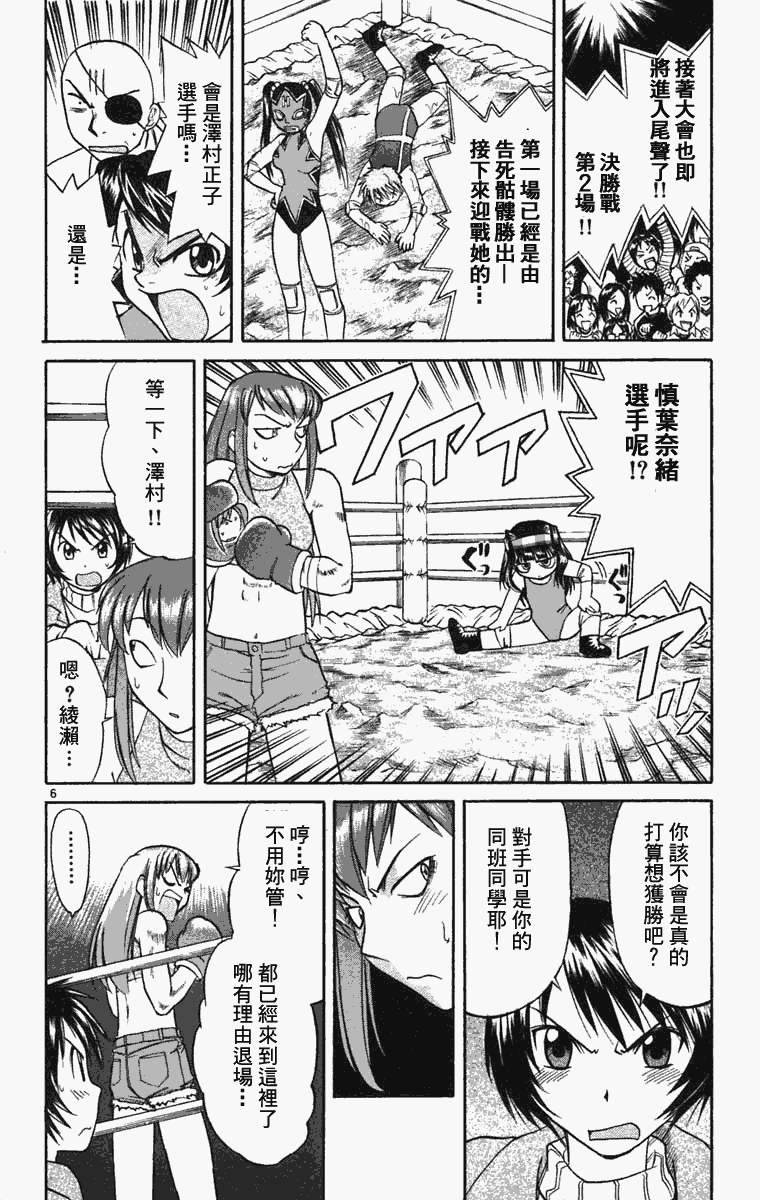 接著大會也即
將進入尾聲了!!
決勝戰
第2場!!
第一場已經是由
告死骷髏勝出—
接下來迎戰她的…
會是澤村正子
選手嗎…
還是…
慎葉奈緒
選手呢!?
ワァァァァ
ぐっ
ぐっ
等一下、澤村!!
嗯?綾瀨…
6
你該不會是真的
打算想獲勝吧?
對手可是你的
同班同學耶!
哼…哼、
不用妳管!
都已經來到這裡了
哪有理由退場…
………